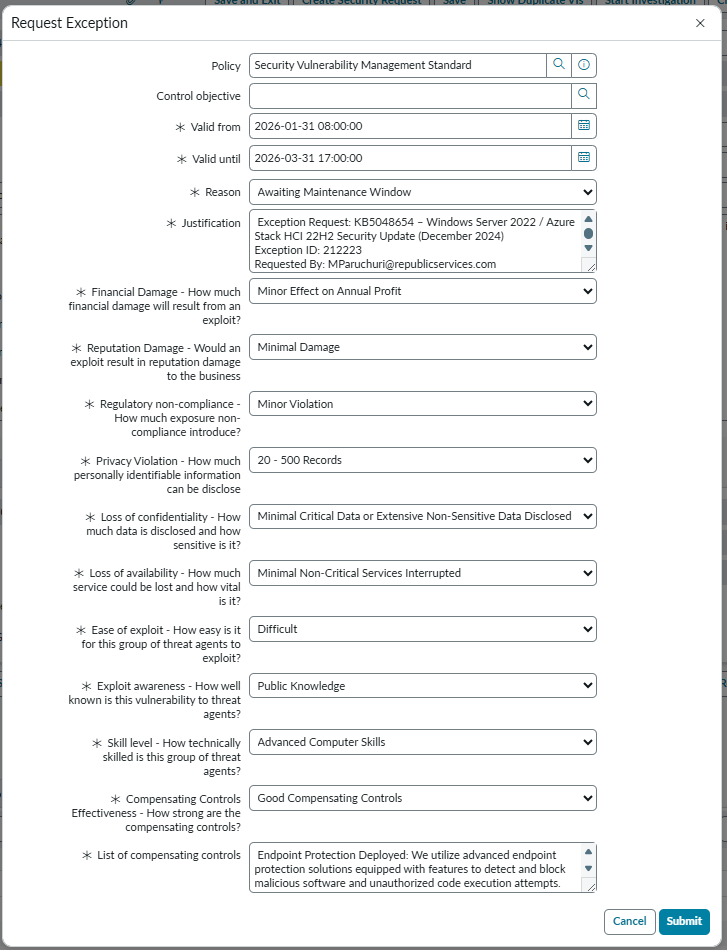 Save and Exit Create Security Request Save Show Duplicate VIs Start Investigation
Request Exception
Policy
Security Vulnerability Management Standard
Control objective
✱ Valid from
2026-01-31 08:00:00
✱ Valid until
2026-03-31 17:00:00
✱ Reason
Awaiting Maintenance Window
✱ Justification
Exception Request: KB5048654 – Windows Server 2022 / Azure
Stack HCI 22H2 Security Update (December 2024)
Exception ID: 212223
Requested By: MParuchuri@republicservices.com
✱ Financial Damage - How much
financial damage will result from an
exploit?
Minor Effect on Annual Profit
✱ Reputation Damage - Would an
exploit result in reputation damage
to the business
Minimal Damage
✱ Regulatory non-compliance -
How much exposure non-
compliance introduce?
Minor Violation
✱ Privacy Violation - How much
personally identifiable information
can be disclose
20 - 500 Records
✱ Loss of confidentiality - How
much data is disclosed and how
sensitive is it?
Minimal Critical Data or Extensive Non-Sensitive Data Disclosed
✱ Loss of availability - How much
service could be lost and how vital
is it?
Minimal Non-Critical Services Interrupted
✱ Ease of exploit - How easy is it
for this group of threat agents to
exploit?
Difficult
✱ Exploit awareness - How well
known is this vulnerability to threat
agents?
Public Knowledge
✱ Skill level - How technically
skilled is this group of threat
agents?
Advanced Computer Skills
✱ Compensating Controls
Effectiveness - How strong are the
compensating controls?
Good Compensating Controls
✱ List of compensating controls
Endpoint Protection Deployed: We utilize advanced endpoint
protection solutions equipped with features to detect and block
malicious software and unauthorized code execution attempts.
Cancel
Submit